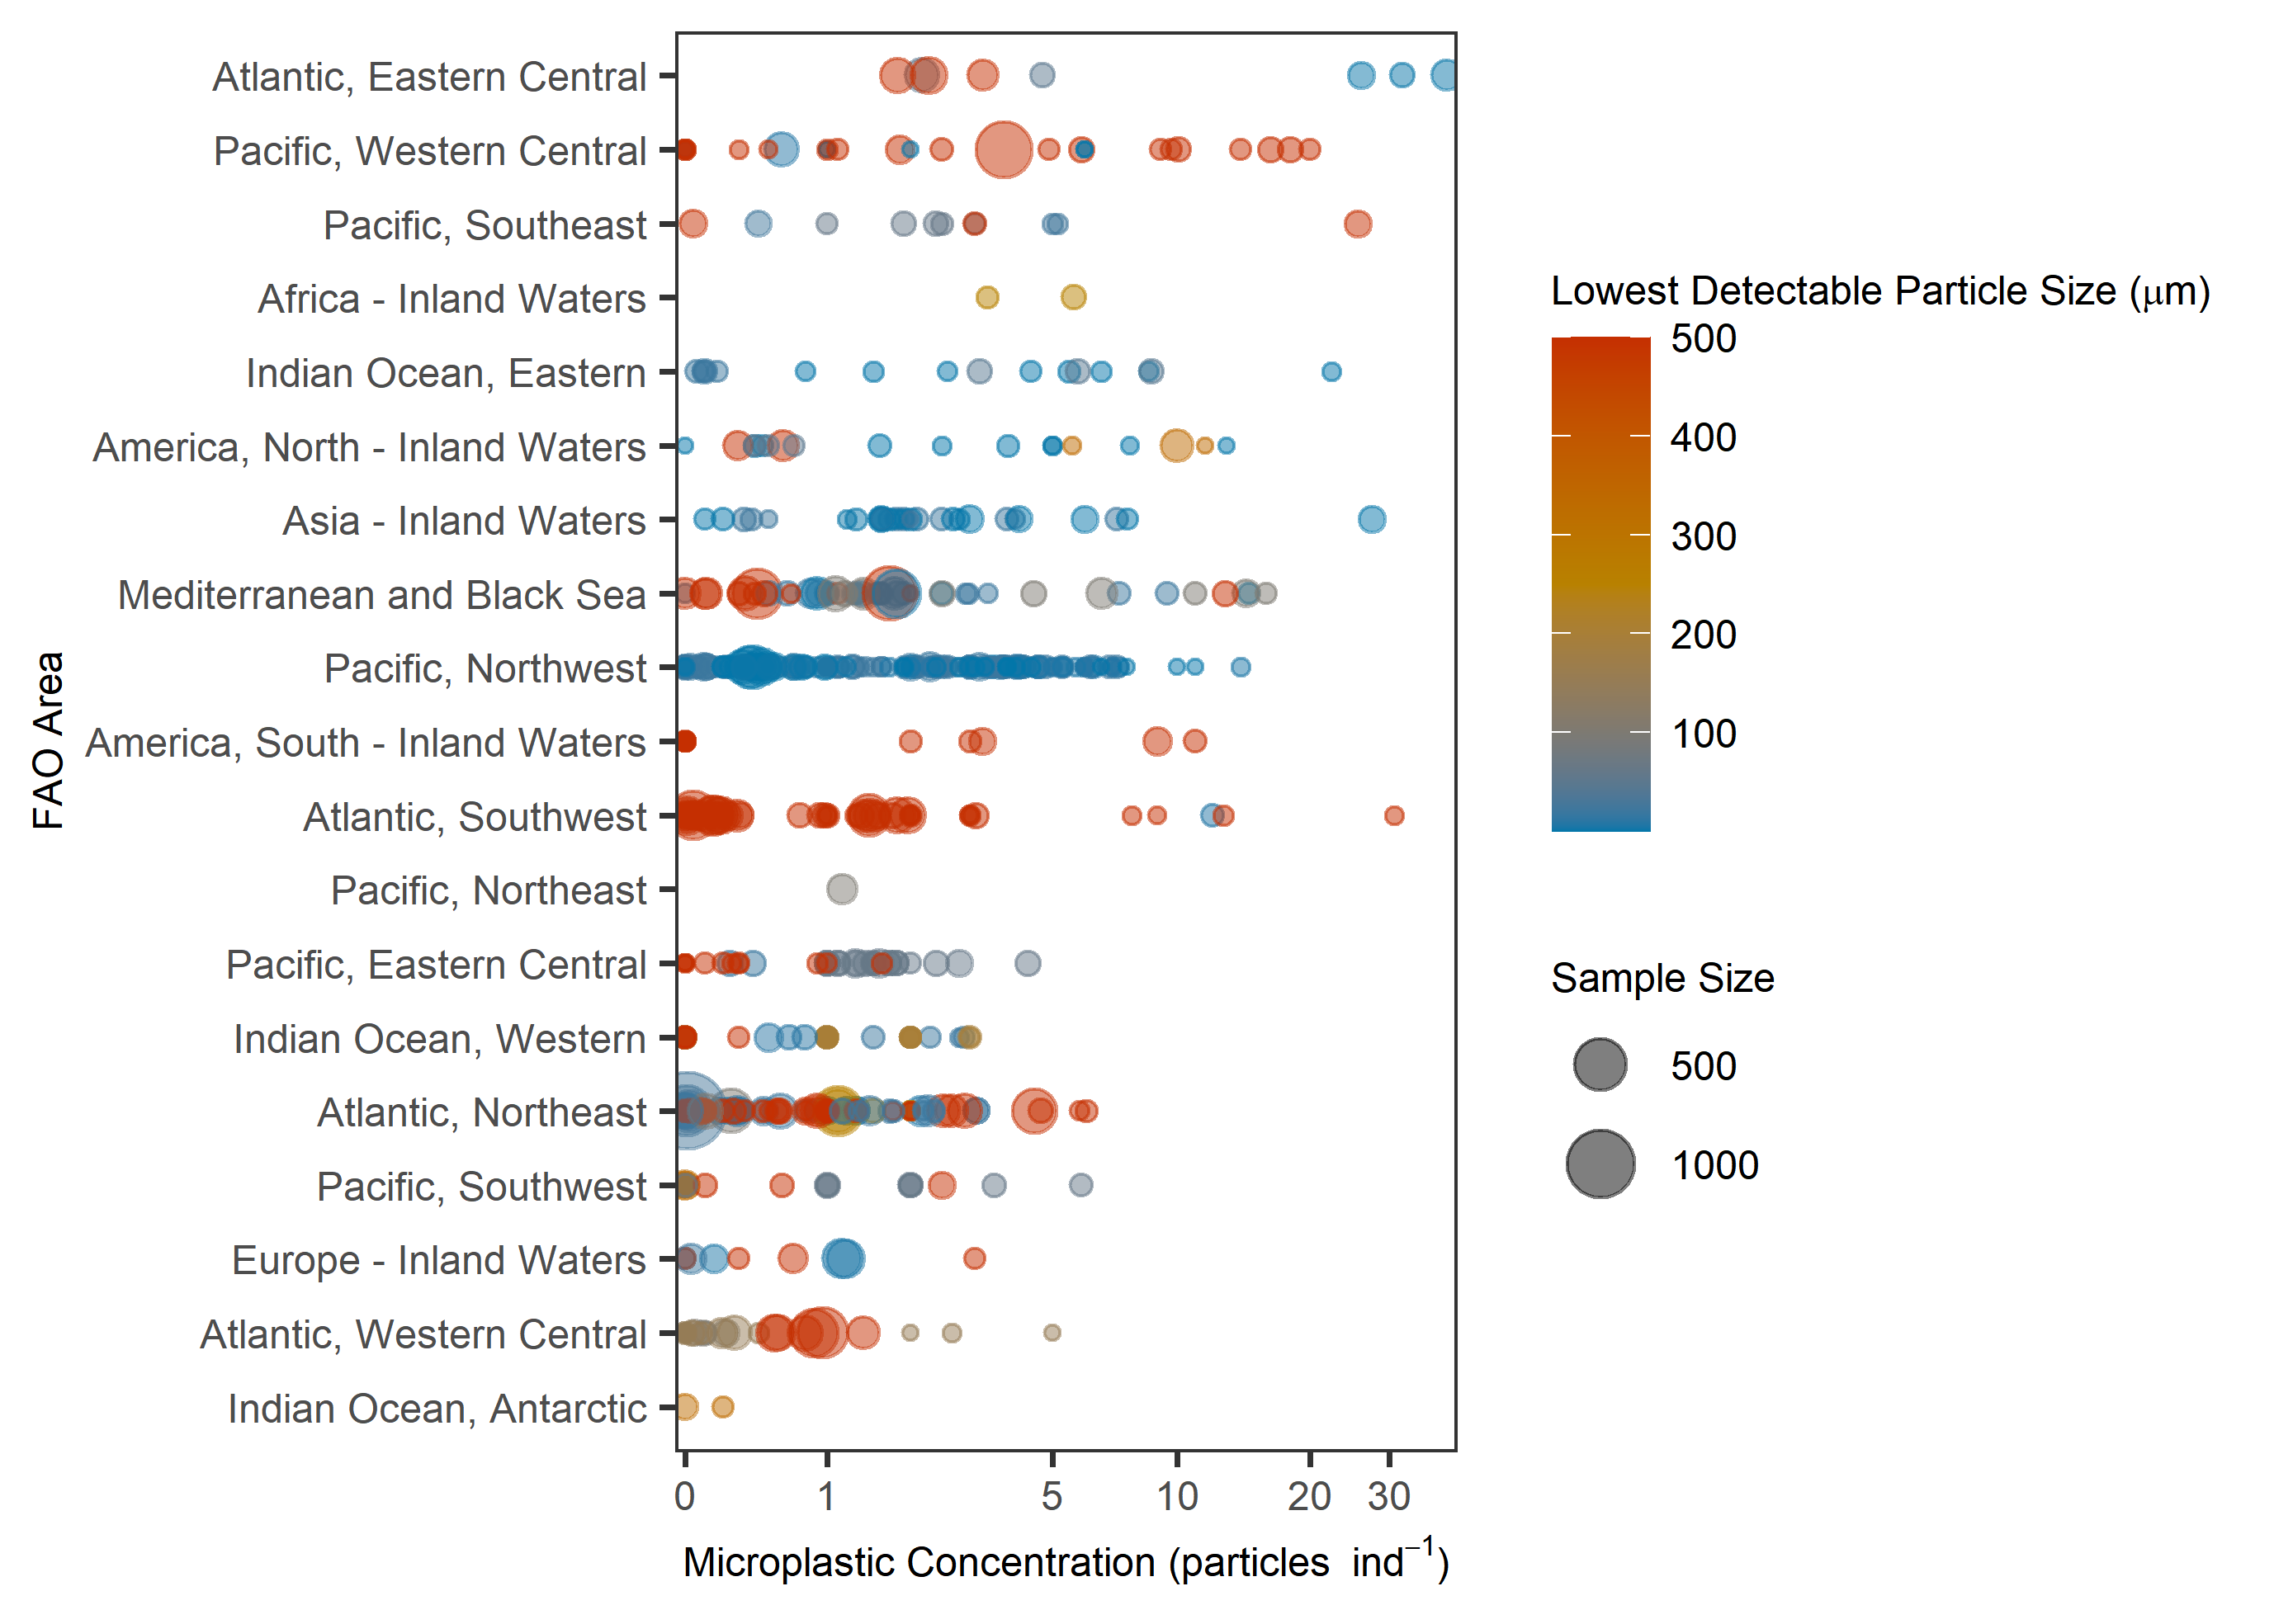 Atlantic, Eastern Central
Pacific, Western Central
Pacific, Southeast
Africa - Inland Waters
Indian Ocean, Eastern
America, North - Inland Waters
Asia - Inland Waters
Mediterranean and Black Sea
Pacific, Northwest
America, South - Inland Waters
Atlantic, Southwest
Pacific, Northeast
Pacific, Eastern Central
Indian Ocean, Western
Atlantic, Northeast
Pacific, Southwest
Europe - Inland Waters
Atlantic, Western Central
Indian Ocean, Antarctic
FAO Area
0 1 5 10 20 30
Microplastic Concentration (particles ind⁻¹)
Lowest Detectable Particle Size (μm)
500
400
300
200
100
Sample Size
500
1000